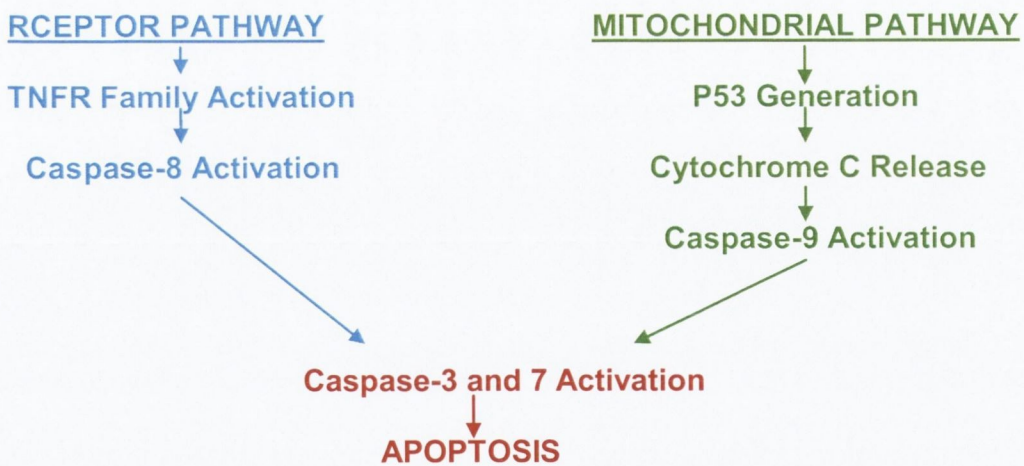 RCEPTOR PATHWAY
TNFR Family Activation
Caspase-8 Activation
MITOCHONDRIAL PATHWAY
P53 Generation
Cytochrome C Release
Caspase-9 Activation
Caspase-3 and 7 Activation
APOPTOSIS